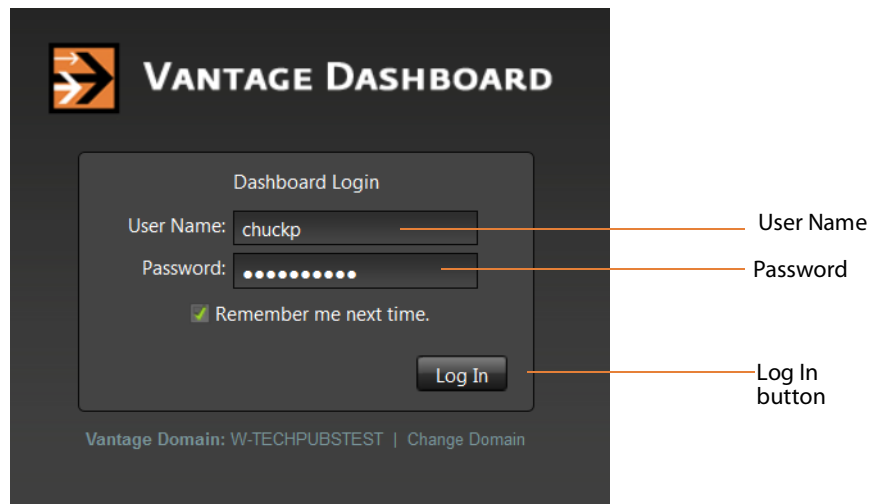 VANTAGE DASHBOARD
Dashboard Login
User Name: chuckp
User Name
Password: ●●●●●●●●●●
Password
Remember me next time.
Log In
Log In
button
Vantage Domain: W-TECHPUBSTEST | Change Domain